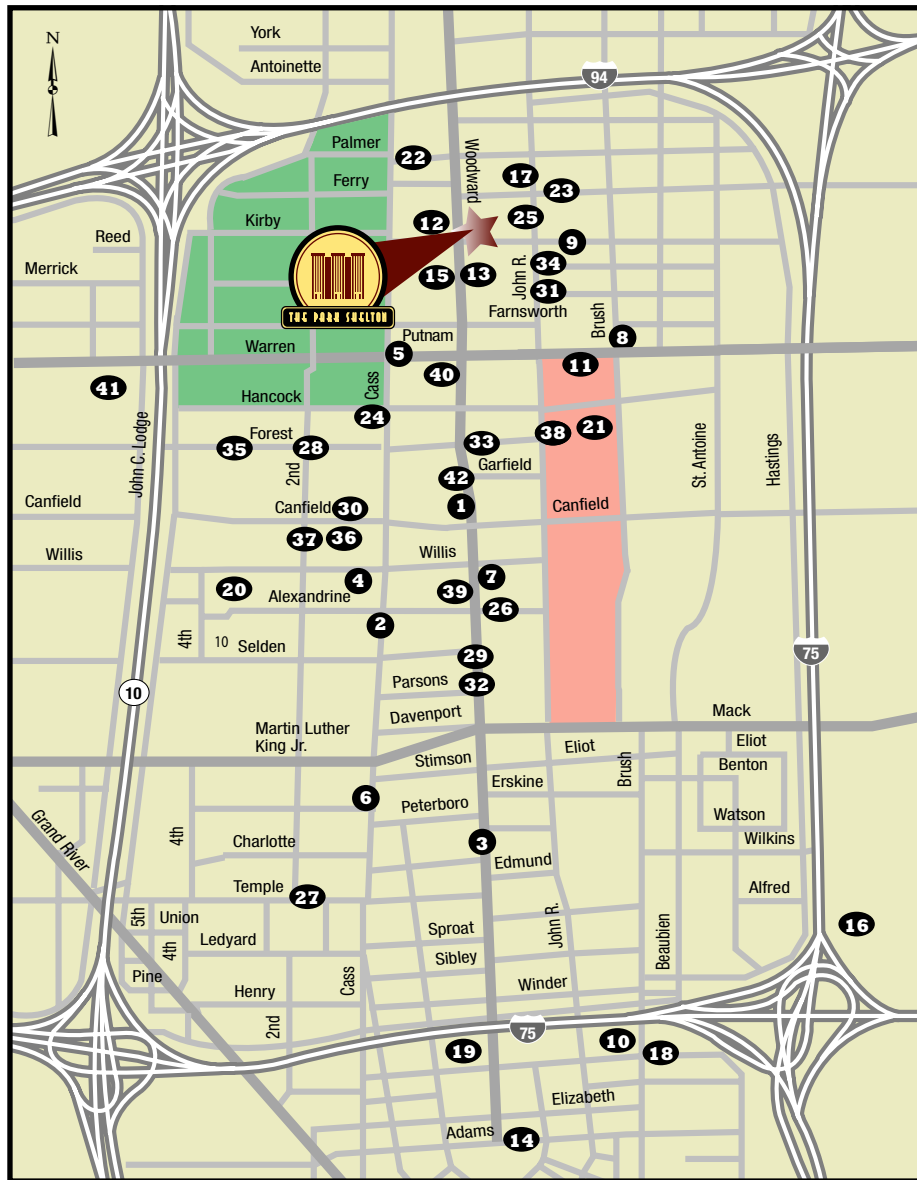 N
York
Antoinette
94
Palmer
22
Woodward
17
Ferry
23
Kirby
12
25
Reed
9
Merrick
15
13
John R.
34
31
THE PARK SHELTON
Farnsworth
Brush
8
Putnam
Warren
5
40
11
41
Hancock
Cass
24
Forest
35
28
33
38
21
John C. Lodge
2nd
Garfield
42
St. Antoine
Hastings
Canfield
Canfield
30
1
Canfield
37
36
Willis
Willis
4
7
20
Alexandrine
39
26
2
4th
10
Selden
29
75
Parsons
32
10
Davenport
Mack
Martin Luther
King Jr.
Stimson
Eliot
Brush
Eliot
Benton
Erskine
6
Peterboro
Watson
Grand River
4th
Charlotte
3
Wilkins
Edmund
Temple
27
Alfred
5th
Union
4th
Ledyard
Sproat
John R.
Beaubien
16
Sibley
Pine
Cass
Winder
Henry
2nd
75
10
19
18
Elizabeth
Adams
14